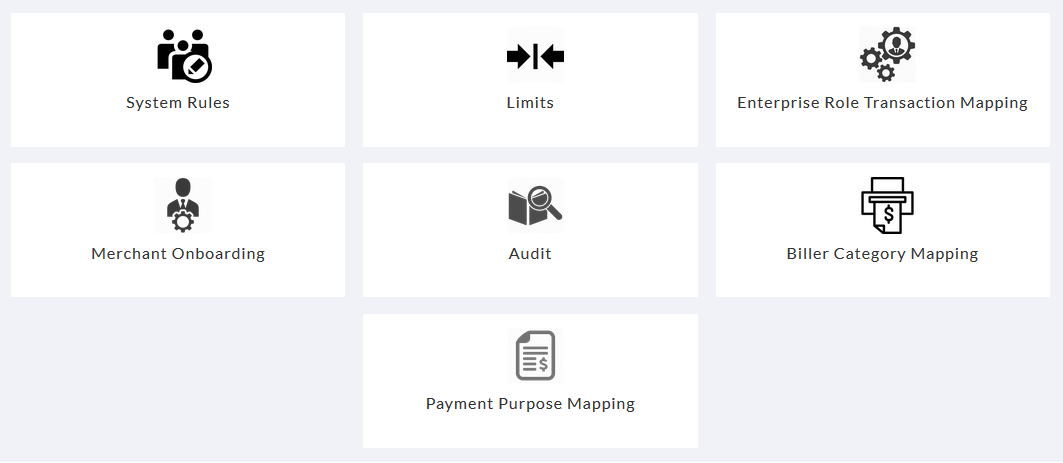 System Rules
Limits
Enterprise Role Transaction Mapping
Merchant Onboarding
Audit
$
Biller Category Mapping
$
Payment Purpose Mapping